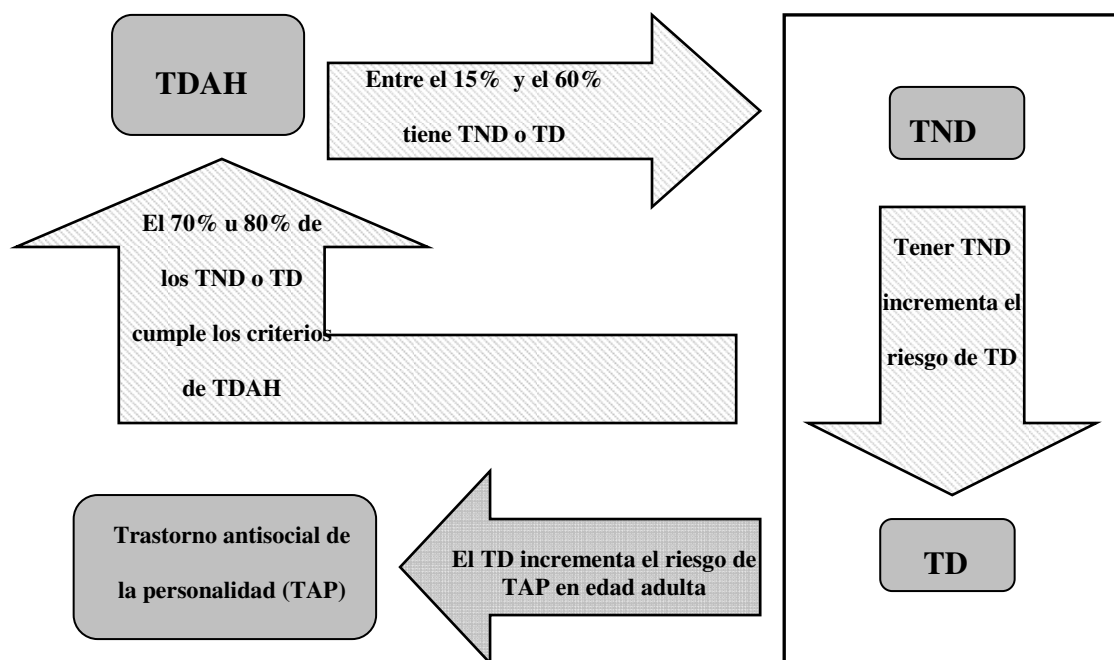 TDAH
Entre el 15% y el 60%
tiene TND o TD
TND
El 70% u 80% de
los TND o TD
cumple los criterios
de TDAH
Tener TND
incrementa el
riesgo de TD
Trastorno antisocial de
la personalidad (TAP)
El TD incrementa el riesgo de
TAP en edad adulta
TD